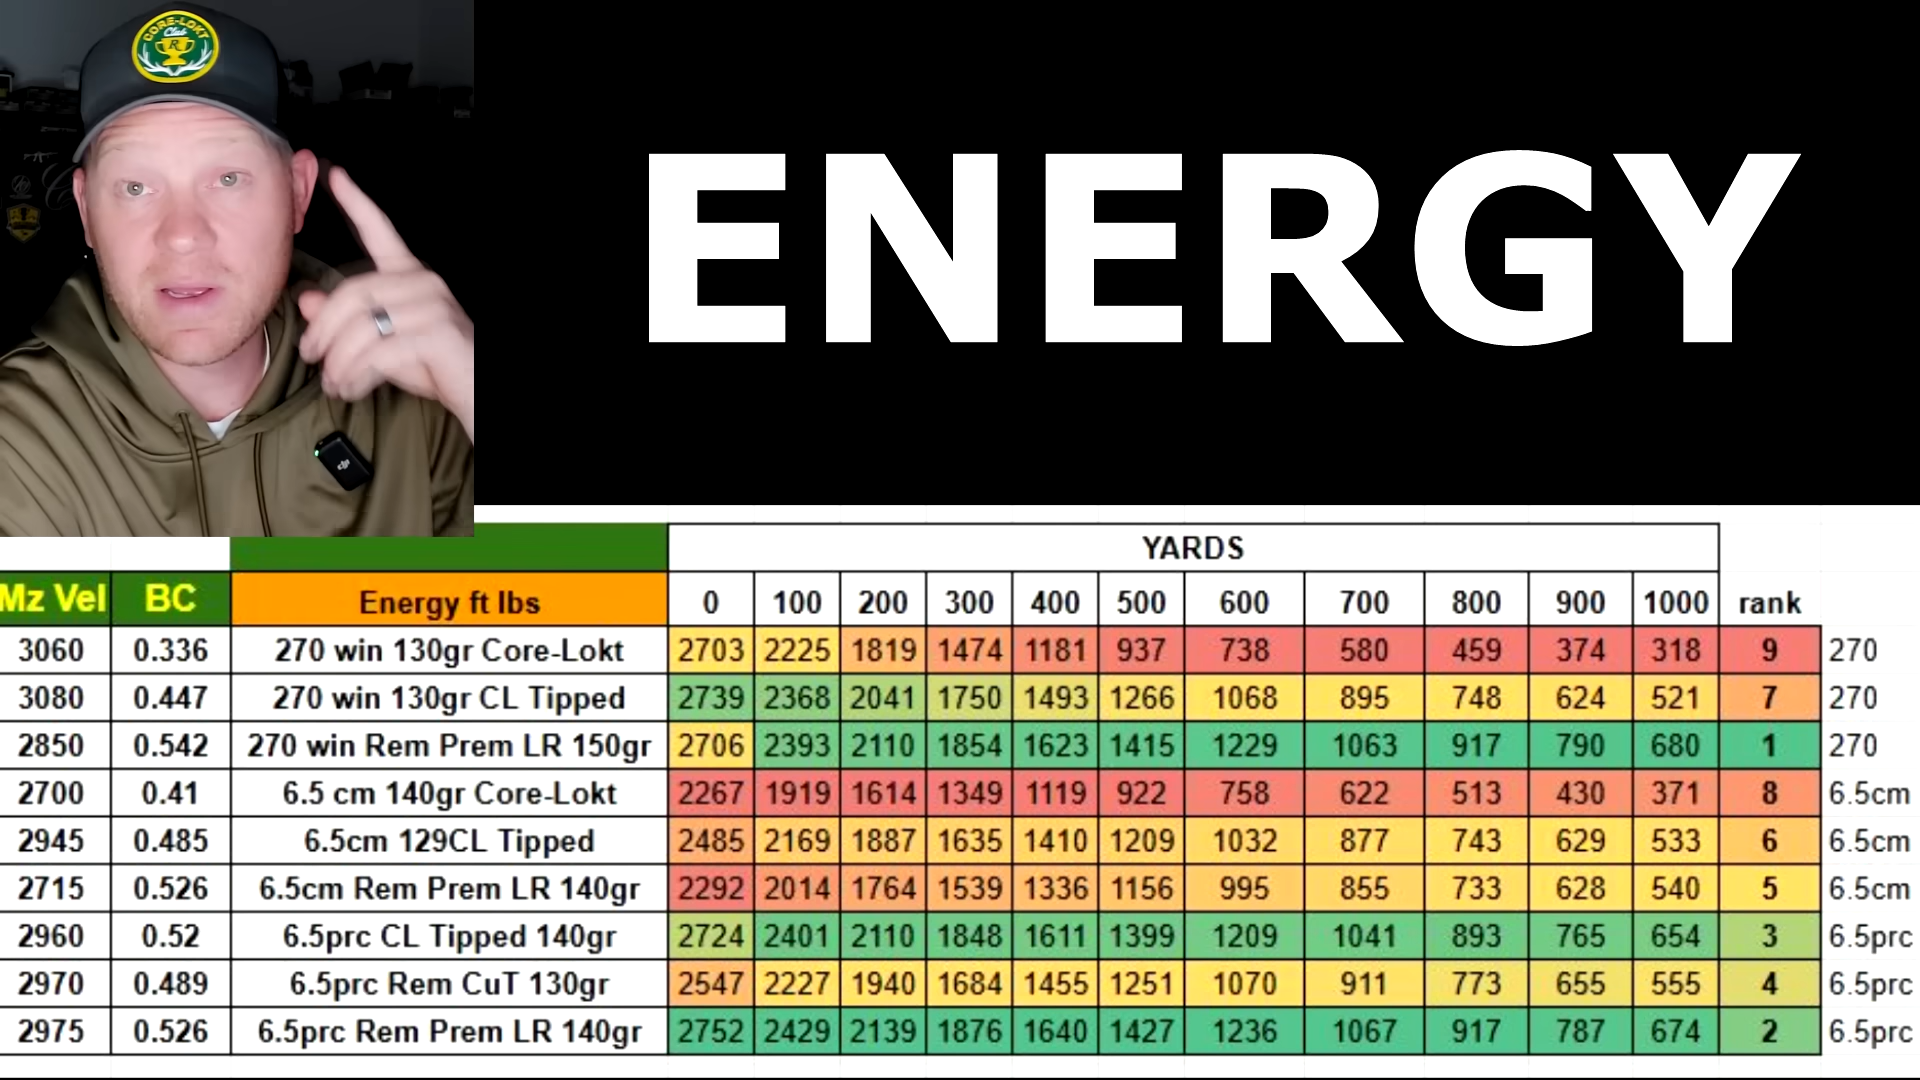 CORE-LOKT
Club
R
ENERGY
YARDS
Mz Vel BC Energy ft lbs 0 100 200 300 400 500 600 700 800 900 1000 rank
3060 0.336 270 win 130gr Core-Lokt 2703 2225 1819 1474 1181 937 738 580 459 374 318 9 270
3080 0.447 270 win 130gr CL Tipped 2739 2368 2041 1750 1493 1266 1068 895 748 624 521 7 270
2850 0.542 270 win Rem Prem LR 150gr 2706 2393 2110 1854 1623 1415 1229 1063 917 790 680 1 270
2700 0.41 6.5 cm 140gr Core-Lokt 2267 1919 1614 1349 1119 922 758 622 513 430 371 8 6.5cm
2945 0.485 6.5cm 129CL Tipped 2485 2169 1887 1635 1410 1209 1032 877 743 629 533 6 6.5cm
2715 0.526 6.5cm Rem Prem LR 140gr 2292 2014 1764 1539 1336 1156 995 855 733 628 540 5 6.5cm
2960 0.52 6.5prc CL Tipped 140gr 2724 2401 2110 1848 1611 1399 1209 1041 893 765 654 3 6.5prc
2970 0.489 6.5prc Rem CuT 130gr 2547 2227 1940 1684 1455 1251 1070 911 773 655 555 4 6.5prc
2975 0.526 6.5prc Rem Prem LR 140gr 2752 2429 2139 1876 1640 1427 1236 1067 917 787 674 2 6.5prc